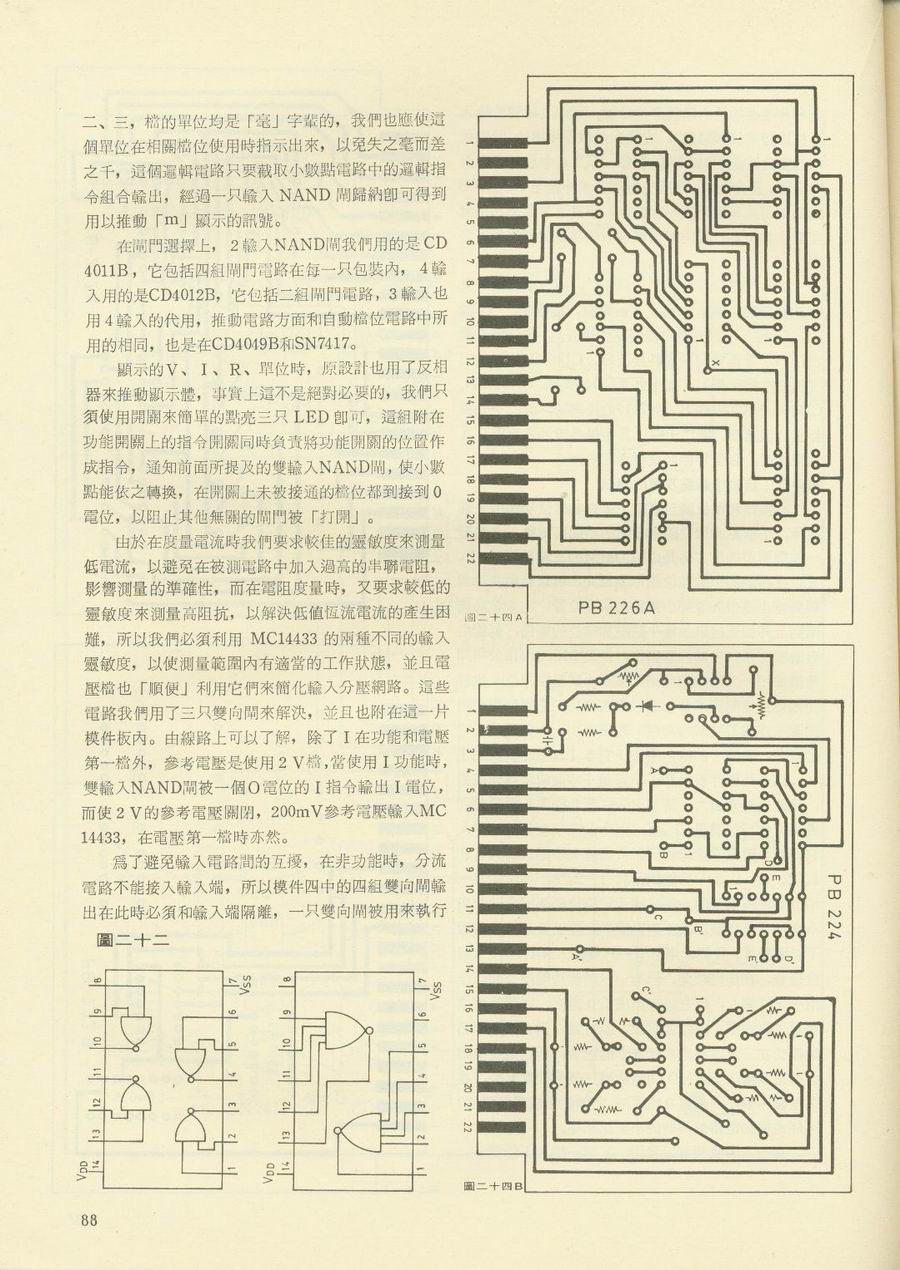 二、三，檔的單位均是「毫」字輩的，我們也應使這
個單位在相關檔位使用時指示出來，以免失之毫而差
之千，這個邏輯電路只要截取小數點電路中的邏輯指
令組合輸出，經過一只輸入 NAND 閘歸納卽可得到
用以推動「m」顯示的訊號。
在閘門選擇上，2輸入NAND閘我們用的是 CD
4011B，它包括四組閘門電路在每一只包裝內，4輸
入用的是CD4012B，它包括二組閘門電路，3輸入也
用4輸入的代用，推動電路方面和自動檔位電路中所
用的相同，也是在CD4049B和SN7417。
顯示的V、I、R、單位時，原設計也用了反相
器來推動顯示體，事實上這不是絕對必要的，我們只
須使用開關來簡單的點亮三只 LED 卽可，這組附在
功能開關上的指令開關同時負責將功能開關的位置作
成指令，通知前面所提及的雙輸入NAND閘，使小數
點能依之轉換，在開關上未被接通的檔位都到接到0
電位，以阻止其他無關的閘門被「打開」。
由於在度量電流時我們要求較佳的靈敏度來測量
低電流，以避免在被測電路中加入過高的串聯電阻，
影響測量的準確性，而在電阻度量時，又要求較低的
靈敏度來測量高阻抗，以解決低值恆流電流的產生困
難，所以我們必須利用 MC14433 的兩種不同的輸入
靈敏度，以使測量範圍內有適當的工作狀態，並且電
壓檔也「順便」利用它們來簡化輸入分壓網路。這些
電路我們用了三只雙向閘來解決，並且也附在這一片
模件板內。由線路上可以了解，除了I在功能和電壓
第一檔外，參考電壓是使用2V檔，當使用I功能時，
雙輸入NAND閘被一個O電位的I指令輸出I電位，
而使2V的參考電壓關閉，200mV參考電壓輸入MC
14433，在電壓第一檔時亦然。
爲了避免輸入電路間的互擾，在非功能時，分流
電路不能接入輸入端，所以模件四中的四組雙向閘輸
出在此時必須和輸入端隔離，一只雙向閘被用來執行
圖二十二
8
9
10
11
12
13
14
VDD
7
VSS
6
5
4
3
2
1
8
9
10
11
12
13
14
VDD
7
VSS
6
5
4
3
2
1
88
1
2
3
4
5
6
7
8
9
10
11
12
13
14
15
16
17
18
19
20
21
22
1
1
1
1
X
1
1
1
1
圖二十四A
PB 226A
1
2
3
4
5
6
7
8
9
10
11
12
13
14
15
16
17
18
19
20
21
22
1
A
1
B
1
D
E
1
C
B'
A'
E'
D'
C'
1
PB 224
圖二十四B